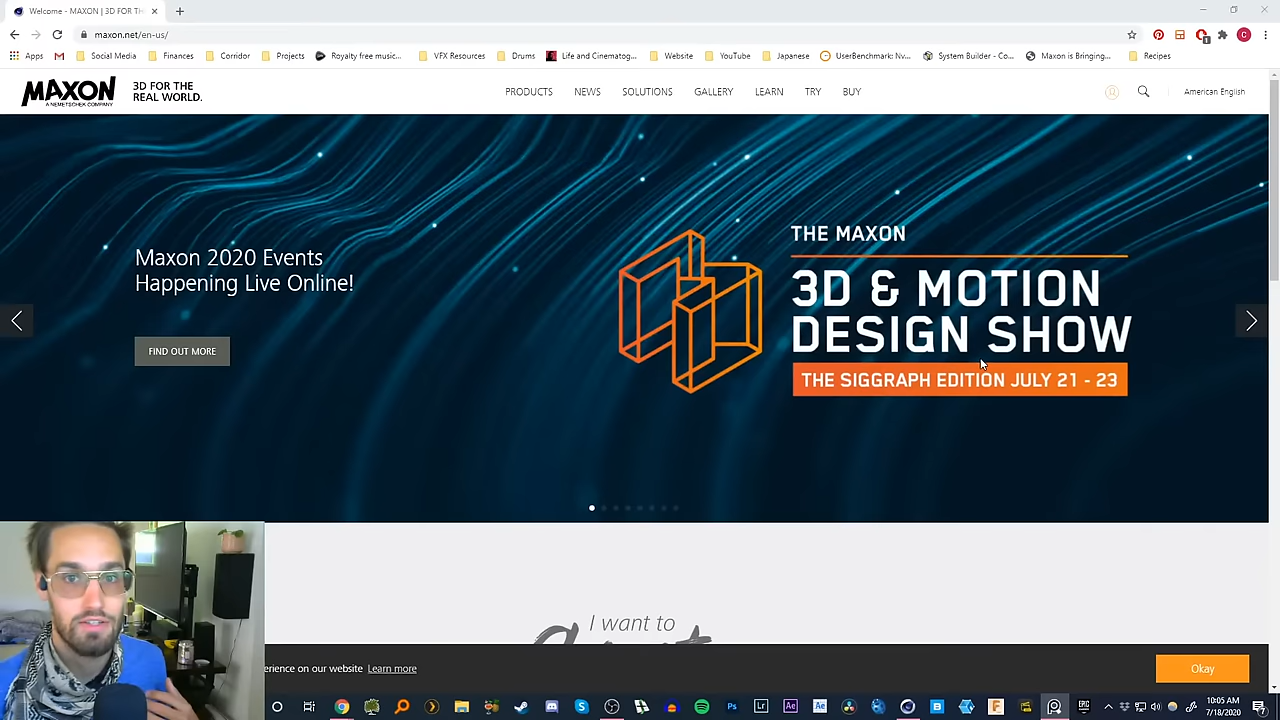 Welcome - MAXON | 3D FOR TH
maxon.net/en-us/
Apps
Social Media
Finances
Corridor
Projects
Royalty free music...
VFX Resources
Drums
Life and Cinematog...
Website
YouTube
Japanese
UserBenchmark: Nv...
System Builder - Co...
Maxon is Bringing...
Recipes
MAXON
A NEMETSCHEK COMPANY
3D FOR THE
REAL WORLD.
PRODUCTS
NEWS
SOLUTIONS
GALLERY
LEARN
TRY
BUY
American English
Maxon 2020 Events
Happening Live Online!
FIND OUT MORE
THE MAXON
3D & MOTION
DESIGN SHOW
THE SIGGRAPH EDITION JULY 21 - 23
I want to
experience on our website Learn more
Okay
10:05 AM
7/18/2020